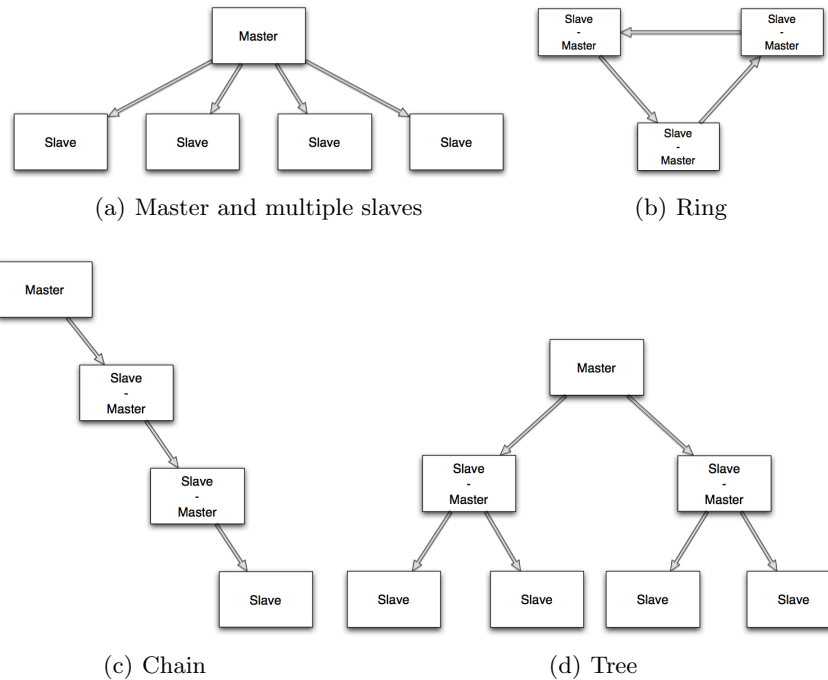 Master
Slave
Slave
Slave
Slave
(a) Master and multiple slaves
Slave
-
Master
Slave
-
Master
Slave
-
Master
(b) Ring
Master
Slave
-
Master
Slave
-
Master
Slave
(c) Chain
Master
Slave
-
Master
Slave
-
Master
Slave
Slave
Slave
Slave
(d) Tree